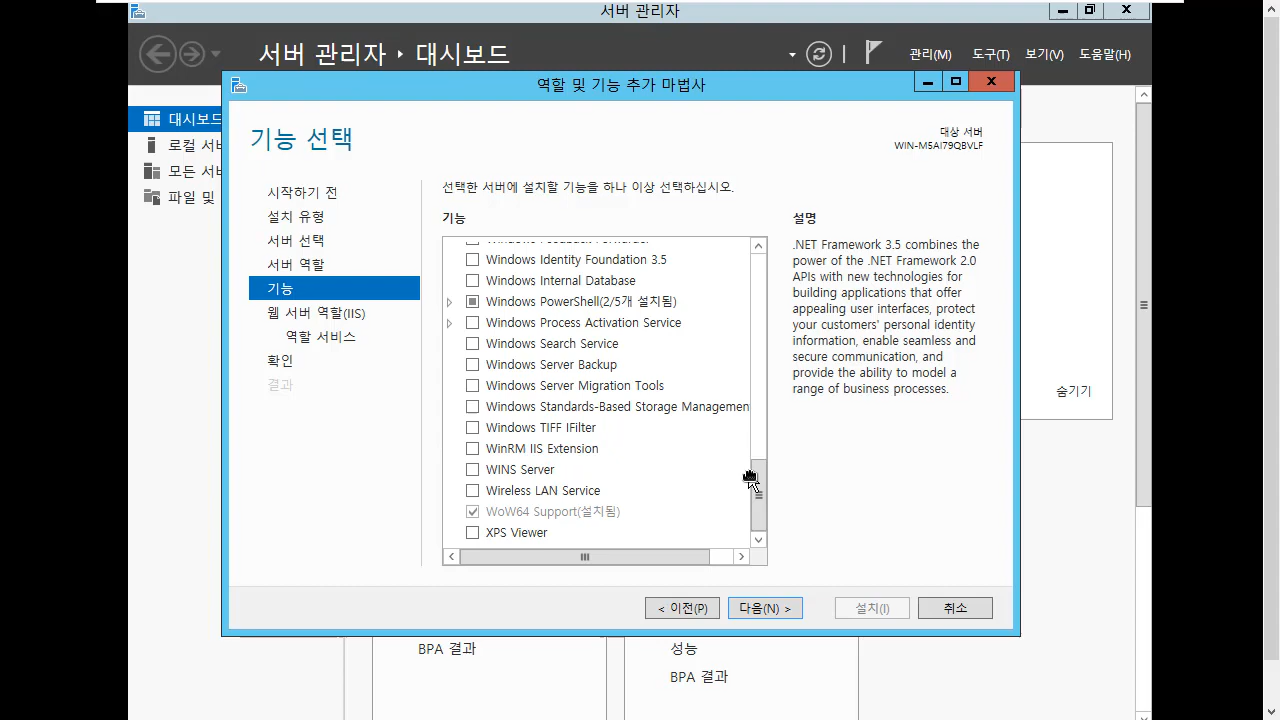 서버 관리자
서버 관리자 ‣ 대시보드
관리(M) 도구(T) 보기(V) 도움말(H)
대시보드
로컬 서버
모든 서
파일 및
역할 및 기능 추가 마법사
기능 선택
대상 서버
WIN-M5AI79QBVLF
시작하기 전
설치 유형
서버 선택
서버 역할
기능
웹 서버 역할(IIS)
역할 서비스
확인
결과
선택한 서버에 설치할 기능을 하나 이상 선택하십시오.
기능
Windows Identity Foundation 3.5
Windows Internal Database
Windows PowerShell(2/5개 설치됨)
Windows Process Activation Service
Windows Search Service
Windows Server Backup
Windows Server Migration Tools
Windows Standards-Based Storage Managemen
Windows TIFF IFilter
WinRM IIS Extension
WINS Server
Wireless LAN Service
WoW64 Support(설치됨)
XPS Viewer
설명
.NET Framework 3.5 combines the
power of the .NET Framework 2.0
APIs with new technologies for
building applications that offer
appealing user interfaces, protect
your customers' personal identity
information, enable seamless and
secure communication, and
provide the ability to model a
range of business processes.
숨기기
< 이전(P)
다음(N) >
설치(I)
취소
BPA 결과
성능
BPA 결과